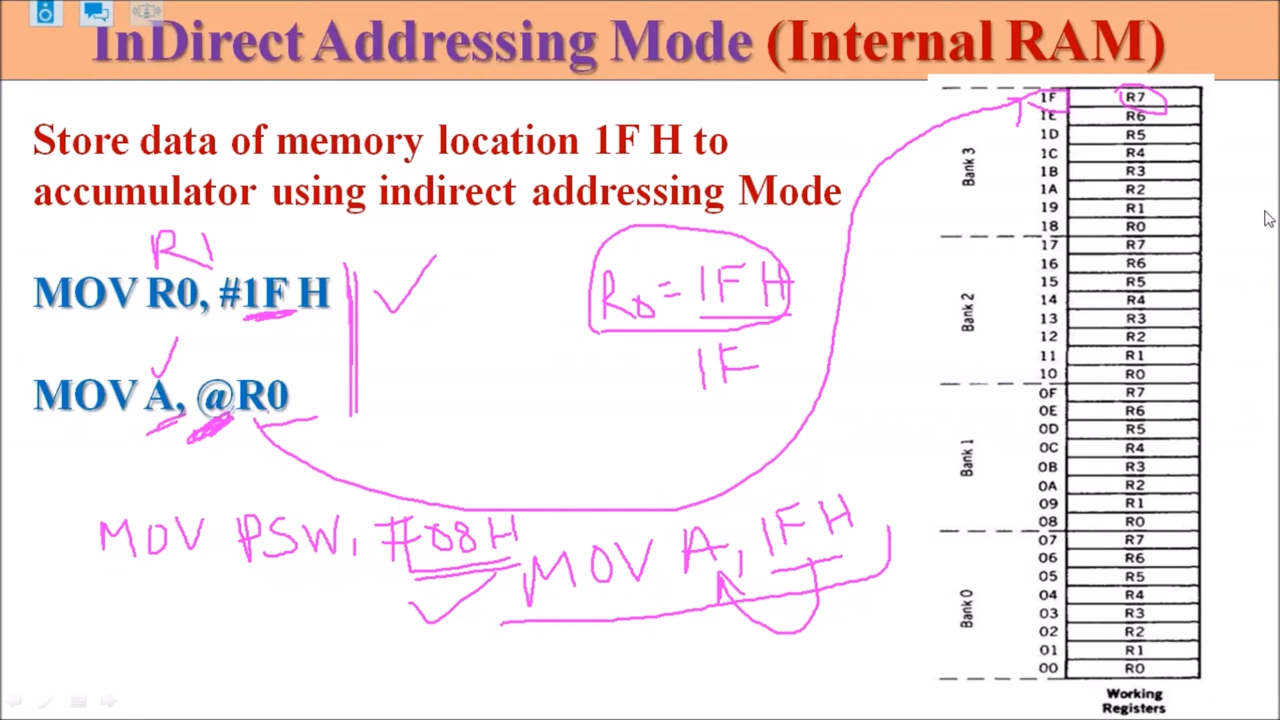 InDirect Addressing Mode (Internal RAM)
Store data of memory location 1F H to
accumulator using indirect addressing Mode
R1
MOV R0, #1F H
R0 = 1F H
1F
MOV A, @R0
MOV PSW, #08H
MOV A, 1F H
Bank 3
1F R7
1E R6
1D R5
1C R4
1B R3
1A R2
19 R1
18 R0
Bank 2
17 R7
16 R6
15 R5
14 R4
13 R3
12 R2
11 R1
10 R0
Bank 1
0F R7
0E R6
0D R5
0C R4
0B R3
0A R2
09 R1
08 R0
Bank 0
07 R7
06 R6
05 R5
04 R4
03 R3
02 R2
01 R1
00 R0
Working
Registers